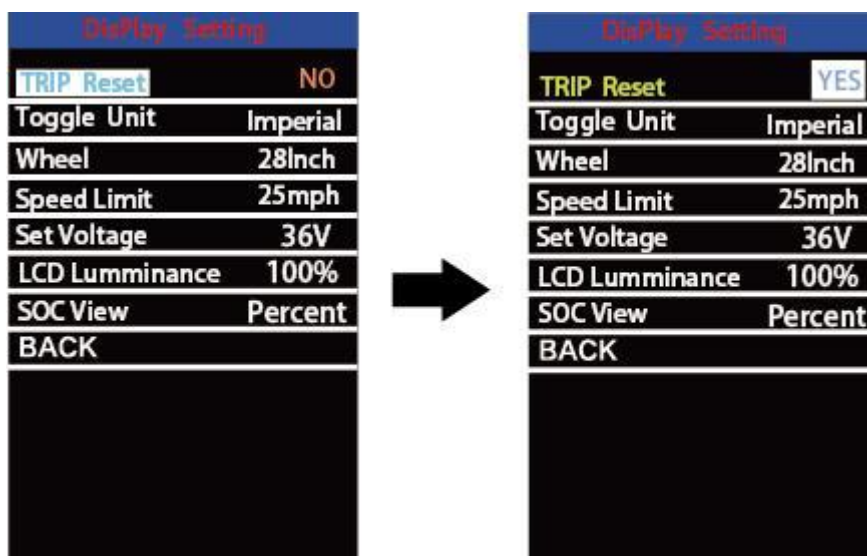 DisPlay Setting
TRIP Reset NO
Toggle Unit Imperial
Wheel 28Inch
Speed Limit 25mph
Set Voltage 36V
LCD Lumminance 100%
SOC View Percent
BACK
DisPlay Setting
TRIP Reset YES
Toggle Unit Imperial
Wheel 28Inch
Speed Limit 25mph
Set Voltage 36V
LCD Lumminance 100%
SOC View Percent
BACK